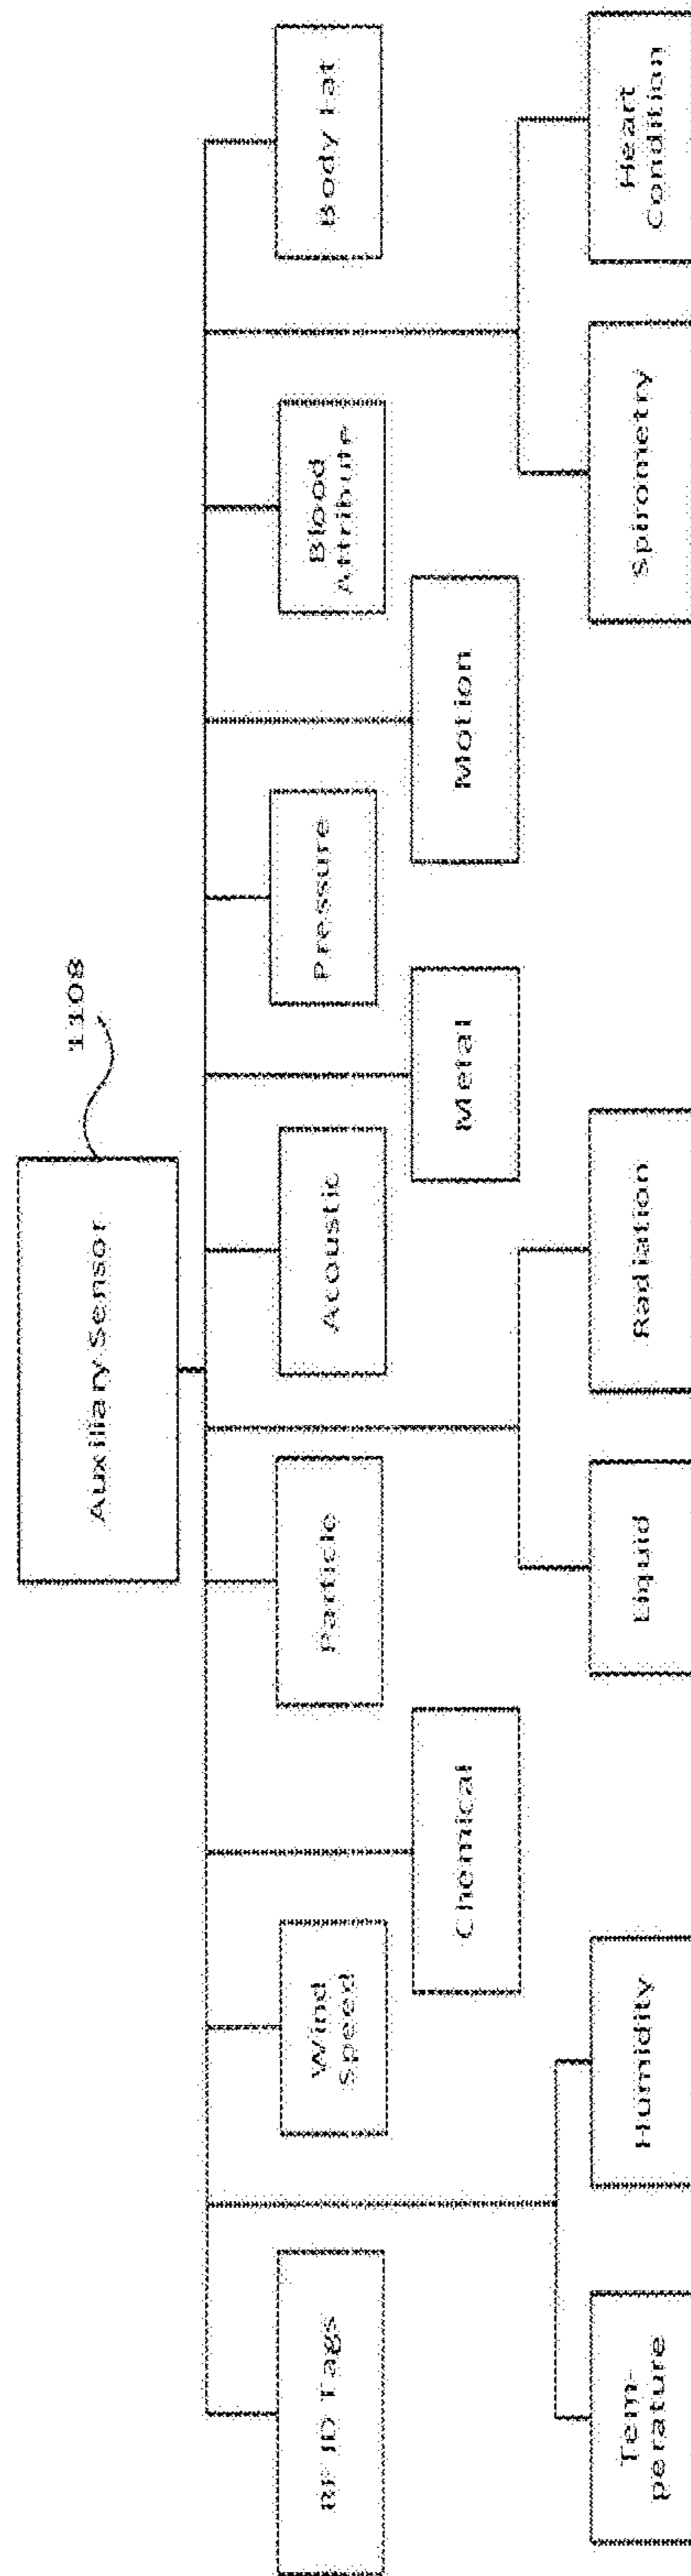 Auxiliary Sensor
1108
RF ID Tags
Wind
Speed
Particle
Acoustic
Pressure
Blood
Attribute
Body Fat
Chemical
Metal
Motion
Tem-
perature
Humidity
Liquid
Radiation
Spirometry
Heart
Condition